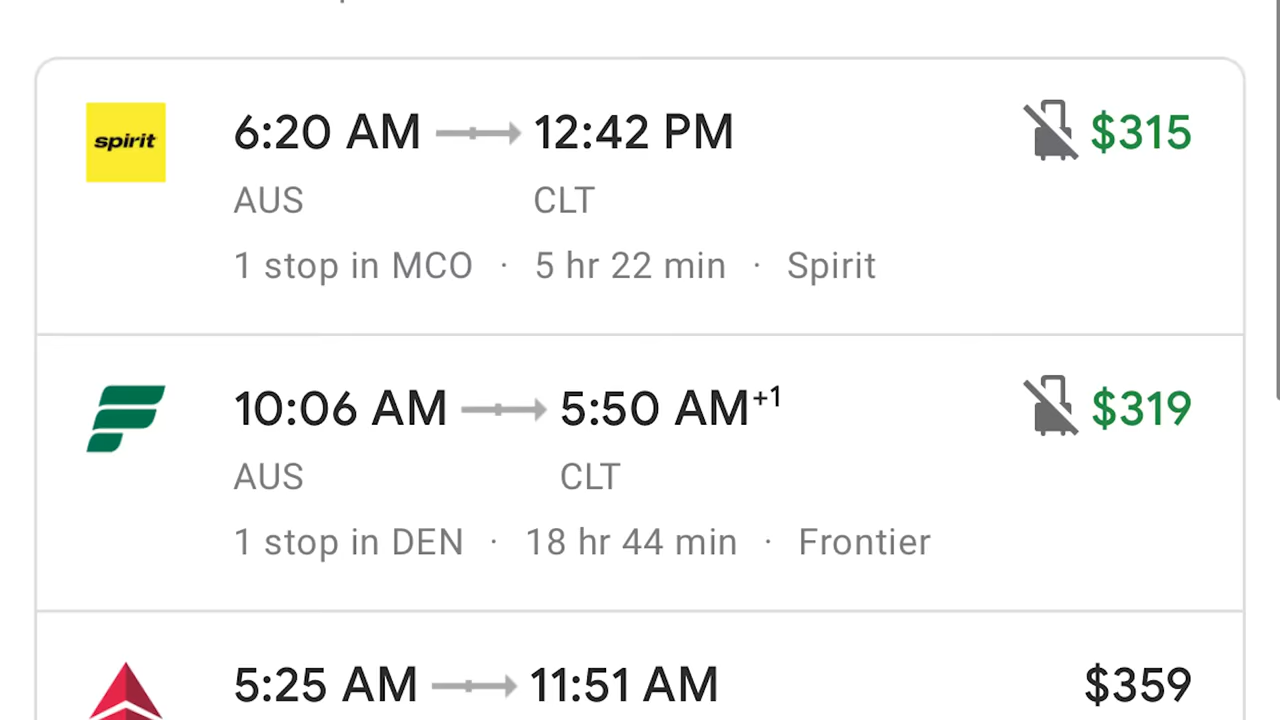 spirit
6:20 AM 12:42 PM $315
AUS CLT
1 stop in MCO · 5 hr 22 min · Spirit
10:06 AM 5:50 AM+1 $319
AUS CLT
1 stop in DEN · 18 hr 44 min · Frontier
5:25 AM 11:51 AM $359